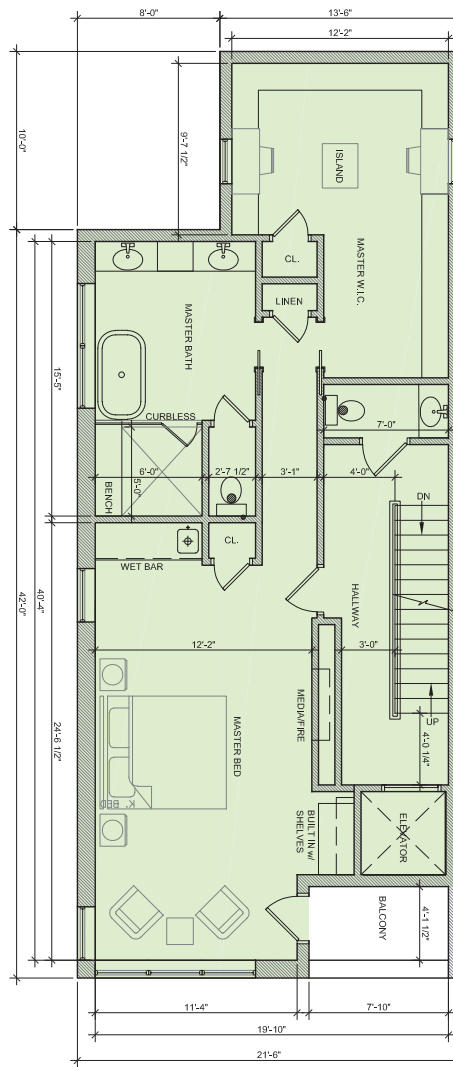 8'-0"
13'-6"
12'-2"
10'-0"
9'-7 1/2"
ISLAND
MASTER W.I.C.
CL.
LINEN
MASTER BATH
15'-5"
CURBLESS
7'-0"
6'-0"
2'-7 1/2"
3'-1"
4'-0"
5'-0"
BENCH
DN
CL.
WET BAR
42'-0"
40'-4"
HALLWAY
12'-2"
3'-0"
24'-6 1/2"
MASTER BED
MEDIA/FIRE
UP
4'-0 1/4"
K. BED
BUILT IN w/
SHELVES
ELEVATOR
BALCONY
4'-1 1/2"
11'-4"
7'-10"
19'-10"
21'-6"